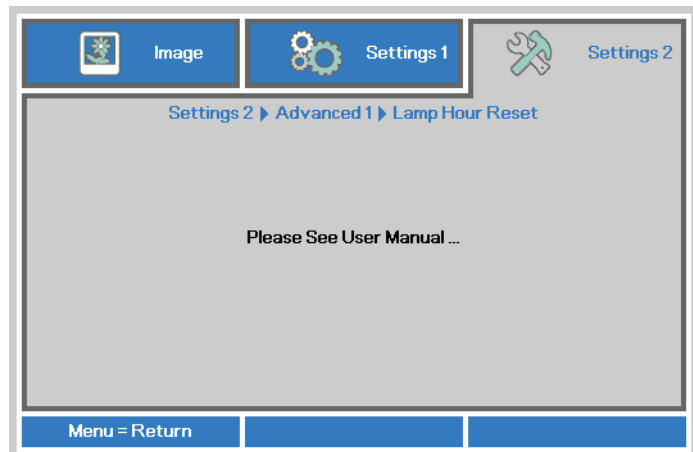 Image
Settings 1
Settings 2
Settings 2 ▶ Advanced 1 ▶ Lamp Hour Reset
Please See User Manual ...
Menu = Return